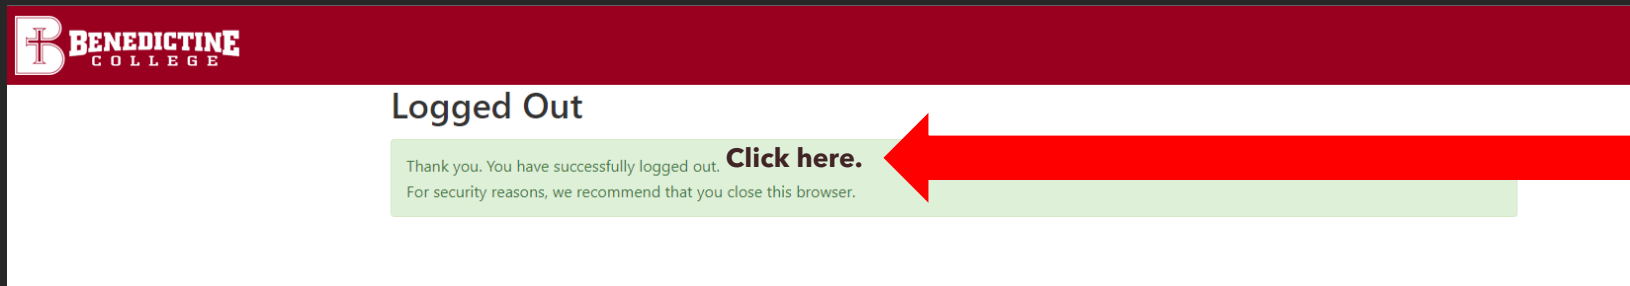 BENEDICTINE
COLLEGE
Logged Out
Thank you. You have successfully logged out. Click here.
For security reasons, we recommend that you close this browser.